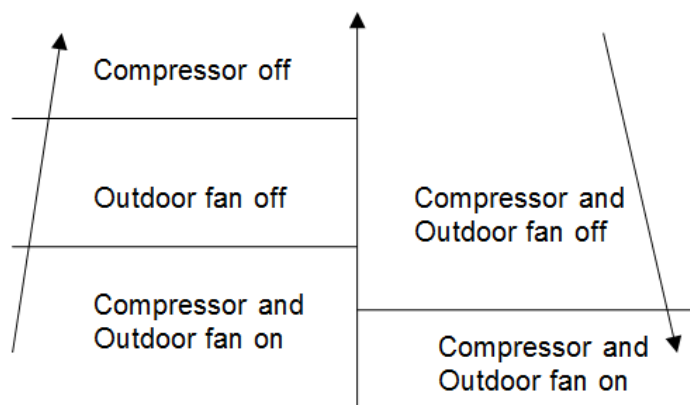 Compressor off
Outdoor fan off
Compressor and
Outdoor fan on
Compressor and
Outdoor fan off
Compressor and
Outdoor fan on